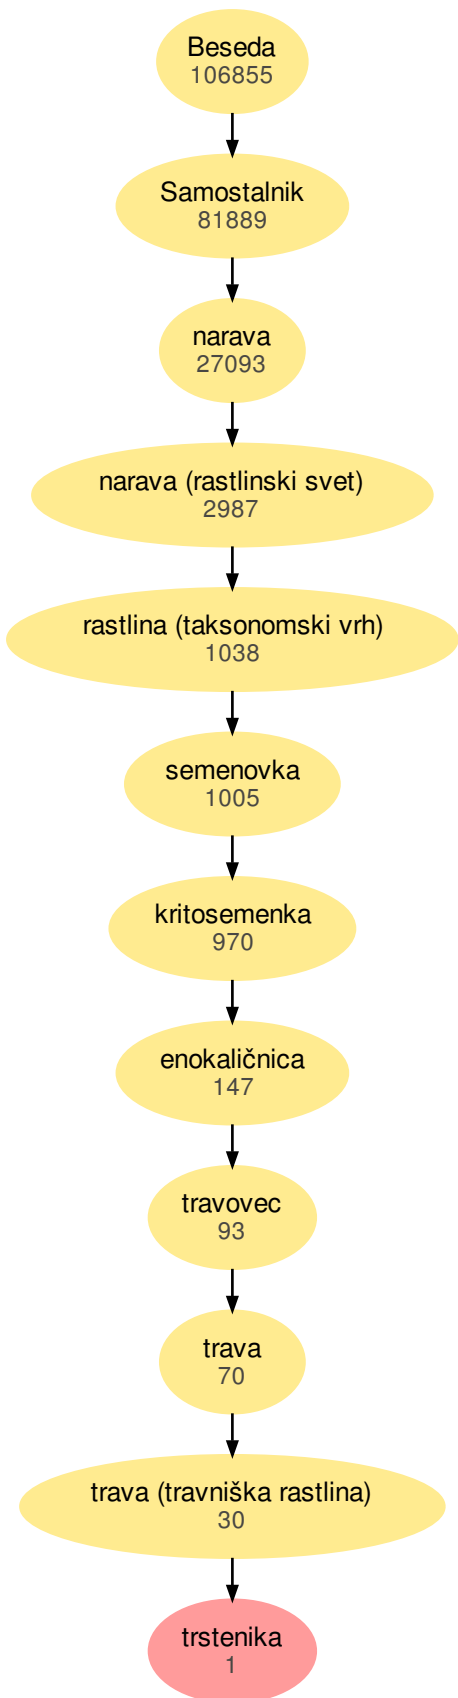 Beseda
106855
Samostalnik
81889
narava
27093
narava (rastlinski svet)
2987
rastlina (taksonomski vrh)
1038
semenovka
1005
kritosemenka
970
enokaličnica
147
travovec
93
trava
70
trava (travniška rastlina)
30
trstenika
1